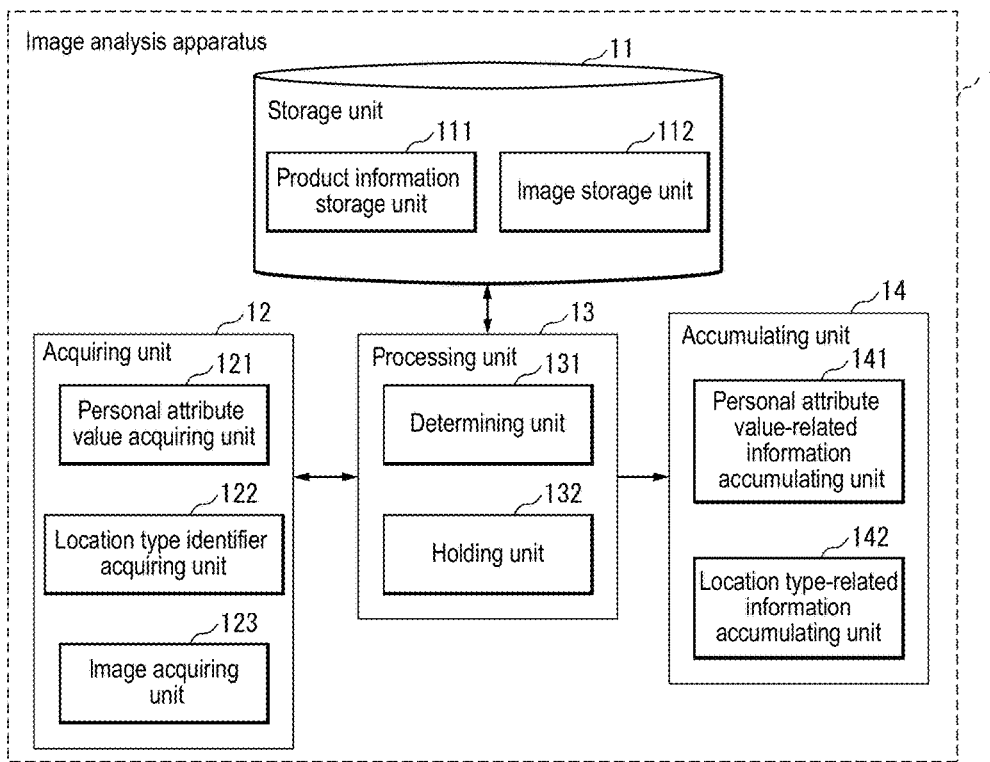 Image analysis apparatus
11
Storage unit
111
112
Product information
storage unit
Image storage unit
12
13
14
Acquiring unit
Processing unit
Accumulating unit
121
131
141
Personal attribute
value acquiring unit
Determining unit
Personal attribute
value-related
information
accumulating unit
122
132
142
Location type identifier
acquiring unit
Holding unit
Location type-related
information
accumulating unit
123
Image acquiring
unit